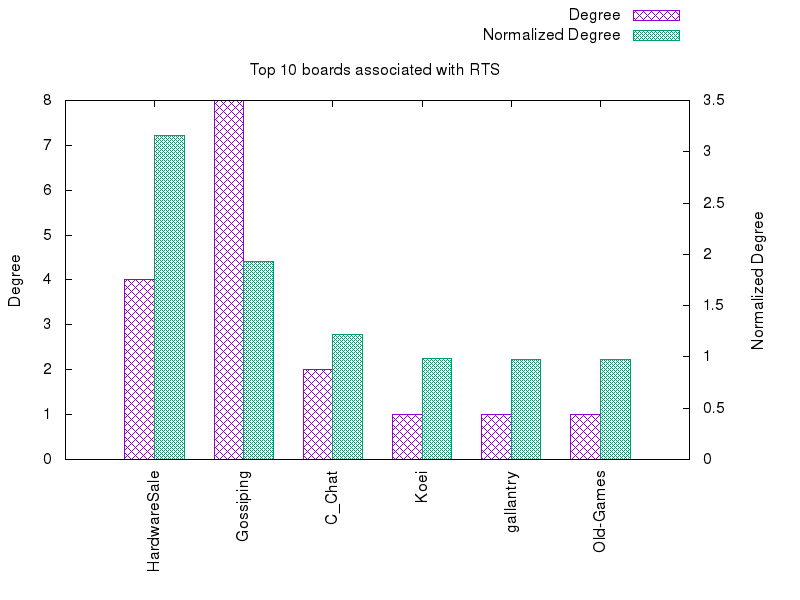 Degree
Normalized Degree
Top 10 boards associated with RTS
8
7
6
5
4
3
2
1
0
3.5
3
2.5
2
1.5
1
0.5
0
Degree
Normalized Degree
HardwareSale
Gossiping
C_Chat
Koei
gallantry
Old-Games